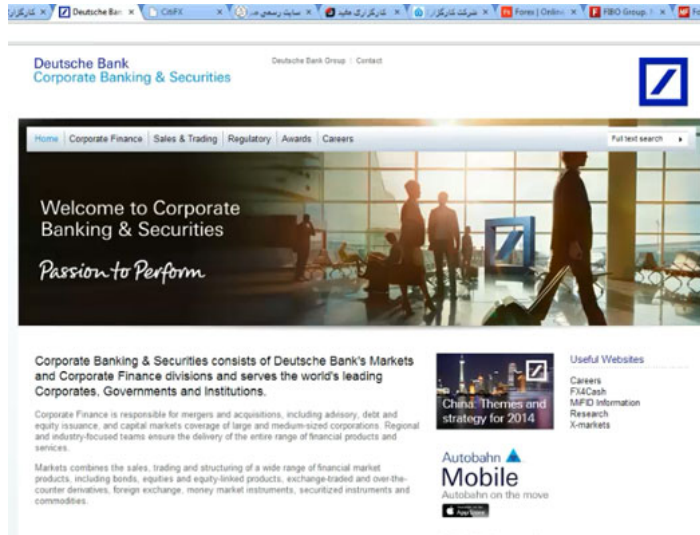 Deutsche Ban
CitiFX
Forex | Online
FIBO Group,
Deutsche Bank
Corporate Banking & Securities
Deutsche Bank Group | Contact
Home | Corporate Finance | Sales & Trading | Regulatory | Awards | Careers
Full text search
Welcome to Corporate
Banking & Securities
Passion to Perform
Corporate Banking & Securities consists of Deutsche Bank's Markets
and Corporate Finance divisions and serves the world's leading
Corporates, Governments and Institutions.
Corporate Finance is responsible for mergers and acquisitions, including advisory, debt and
equity issuance, and capital markets coverage of large and medium-sized corporations. Regional
and industry-focused teams ensure the delivery of the entire range of financial products and
services.
Markets combines the sales, trading and structuring of a wide range of financial market
products, including bonds, equities and equity-linked products, exchange-traded and over-the-
counter derivatives, foreign exchange, money market instruments, securitized instruments and
commodities.
China: Themes and
strategy for 2014
Autobahn
Mobile
Autobahn on the move
App Store
Useful Websites
Careers
FX4Cash
MiFID Information
Research
X-markets